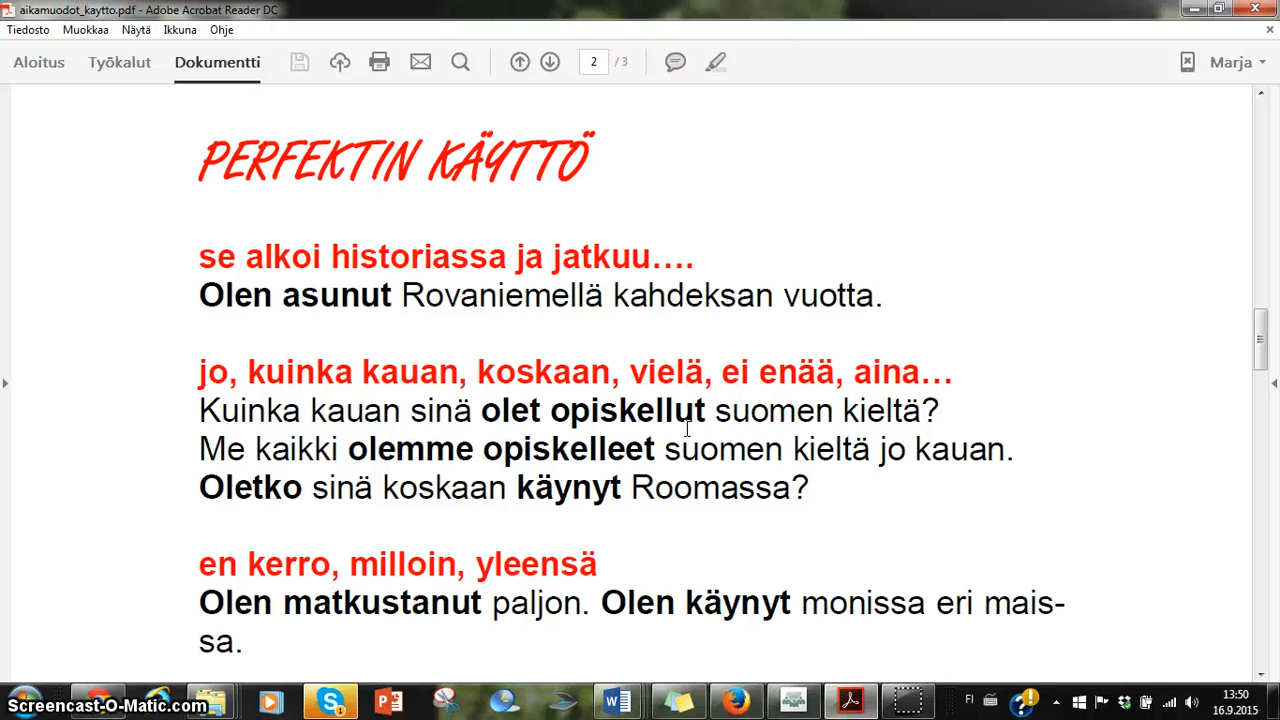 aikamuodot_kaytto.pdf - Adobe Acrobat Reader DC
Tiedosto Muokkaa Näytä Ikkuna Ohje
Aloitus Työkalut Dokumentti 2 / 3 Marja
PERFEKTIN KÄYTTÖ
se alkoi historiassa ja jatkuu….
Olen asunut Rovaniemellä kahdeksan vuotta.
jo, kuinka kauan, koskaan, vielä, ei enää, aina…
Kuinka kauan sinä olet opiskellut suomen kieltä?
Me kaikki olemme opiskelleet suomen kieltä jo kauan.
Oletko sinä koskaan käynyt Roomassa?
en kerro, milloin, yleensä
Olen matkustanut paljon. Olen käynyt monissa eri mais-
sa.
FI 13:50
Screencast-O-Matic.com 16.9.2015